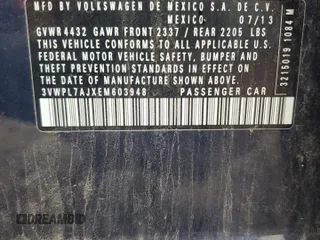 MFD BY VOLKSWAGEN DE MEXICO S.A. DE C.V.
MEXICO 07/13
GVWR 4432 GAWR FRONT 2337 / REAR 2205 LBS
THIS VEHICLE CONFORMS TO ALL APPLICABLE U.S.
FEDERAL MOTOR VEHICLE SAFETY, BUMPER AND
THEFT PREVENTION STANDARDS IN EFFECT ON THE
DATE OF MANUFACTURE SHOWN ABOVE.
3VWPL7AJXEM603948 PASSENGER CAR
3215019 1084 M
DREAMBID